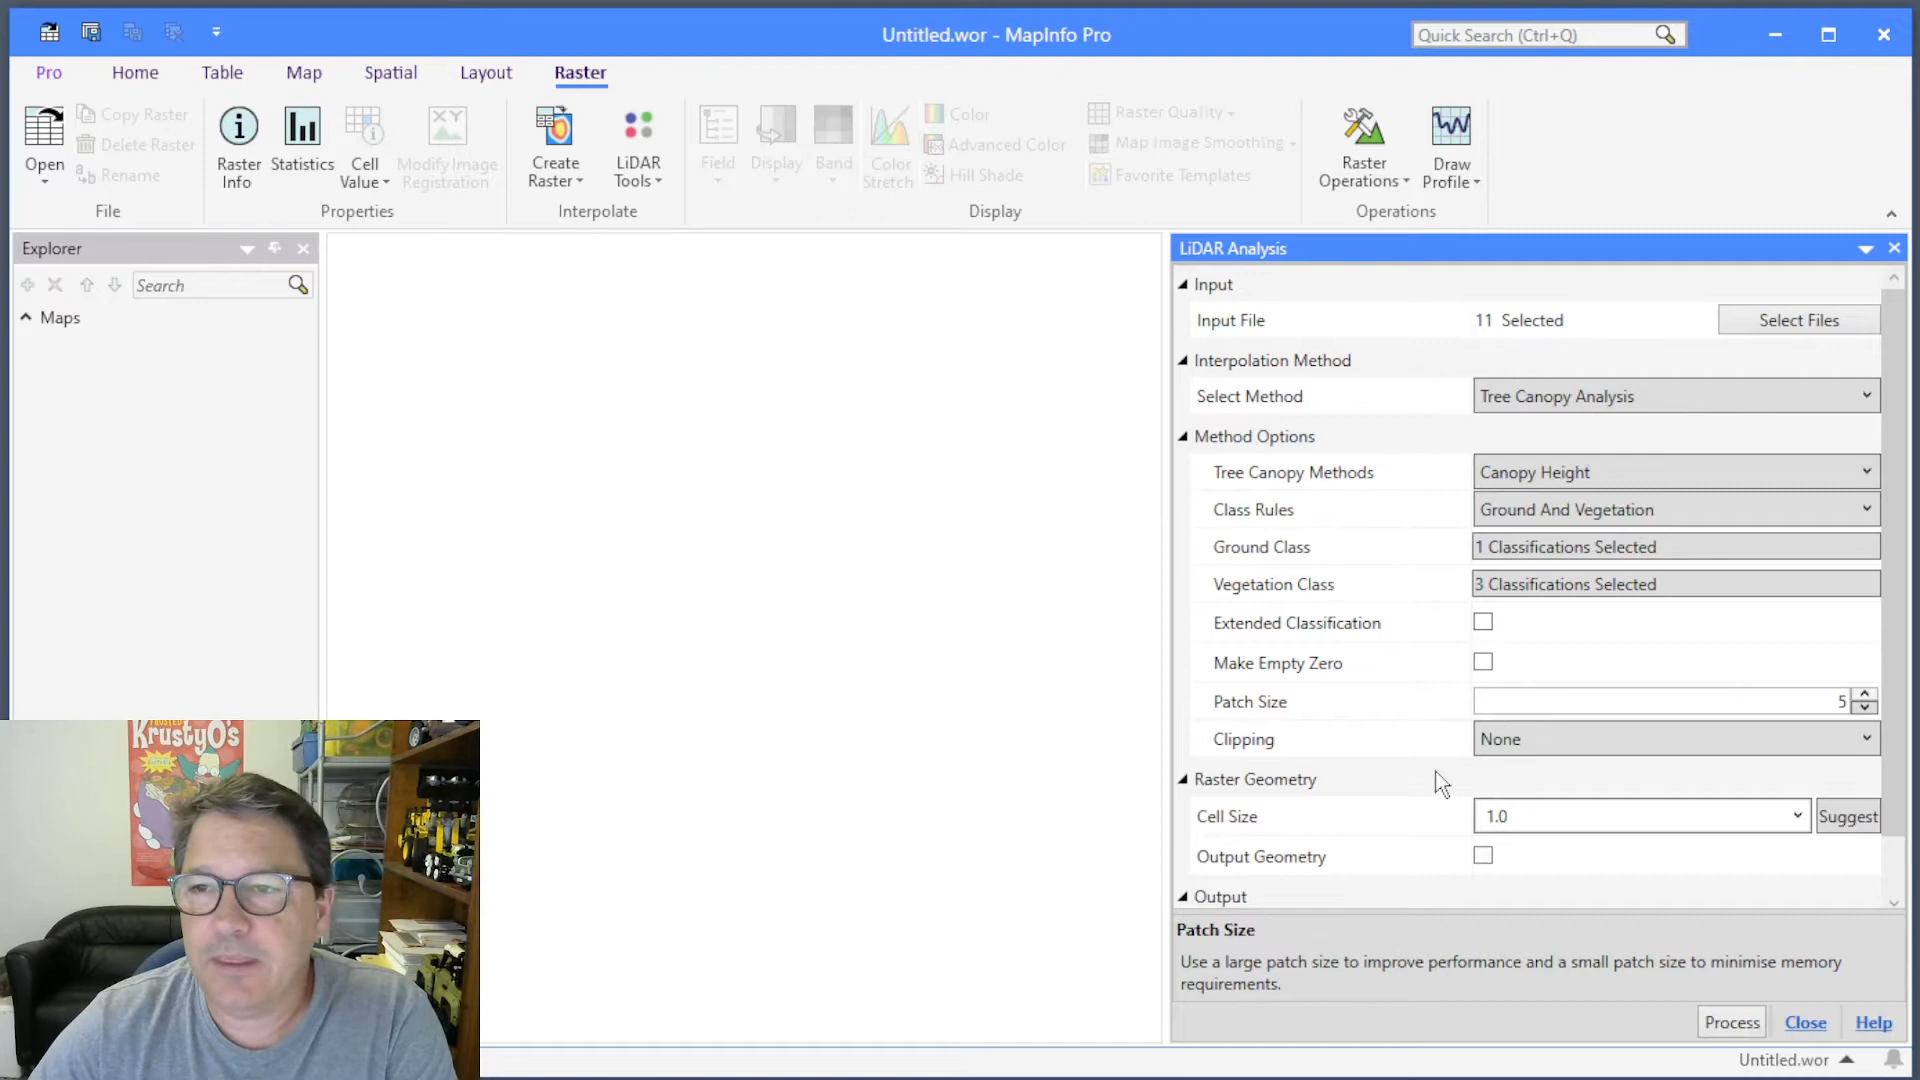 Untitled.wor - MapInfo Pro
Quick Search (Ctrl+Q)
Pro Home Table Map Spatial Layout Raster
Open
Copy Raster
Delete Raster
Rename
File
Raster Info
Statistics
Cell Value
Modify Image Registration
Properties
Create Raster
LiDAR Tools
Interpolate
Field
Display
Band
Color Stretch
Color
Advanced Color
Hill Shade
Raster Quality
Map Image Smoothing
Favorite Templates
Display
Raster Operations
Draw Profile
Operations
Explorer
Search
Maps
LiDAR Analysis
Input
Input File 11 Selected Select Files
Interpolation Method
Select Method Tree Canopy Analysis
Method Options
Tree Canopy Methods Canopy Height
Class Rules Ground And Vegetation
Ground Class 1 Classifications Selected
Vegetation Class 3 Classifications Selected
Extended Classification
Make Empty Zero
Patch Size 5
Clipping None
Raster Geometry
Cell Size 1.0 Suggest
Output Geometry
Output
Patch Size
Use a large patch size to improve performance and a small patch size to minimise memory
requirements.
Process Close Help
Untitled.wor
FROSTED
KrustyO's